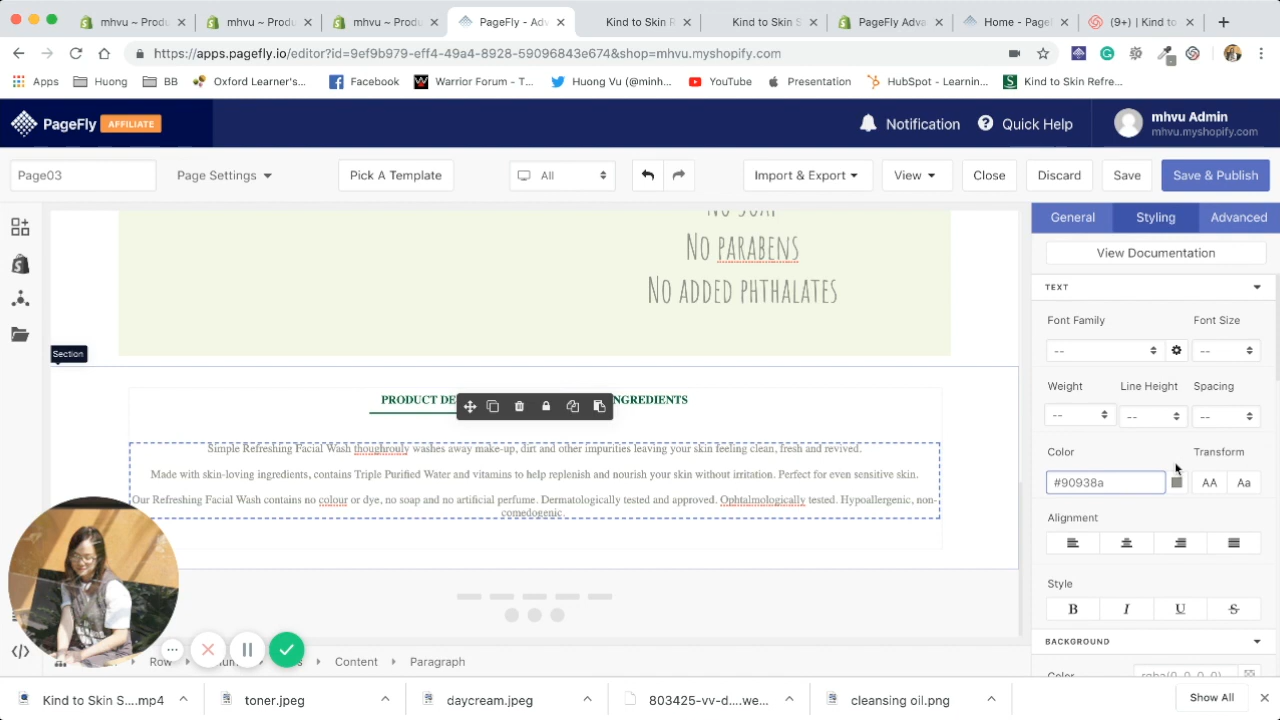 mhvu ~ Produ
mhvu ~ Produ
mhvu ~ Produ
PageFly - Adv
Kind to Skin R
Kind to Skin S
PageFly Adva
Home - Pagel
(9+) | Kind to
https://apps.pagefly.io/editor?id=9ef9b979-eff4-49a4-8928-59096843e674&shop=mhvu.myshopify.com
Apps
Huong
BB
Oxford Learner's...
Facebook
Warrior Forum - T...
Huong Vu (@minh...
YouTube
Presentation
HubSpot - Learnin...
Kind to Skin Refre...
PageFly
AFFILIATE
Notification
Quick Help
mhvu Admin
mhvu.myshopify.com
Page03
Page Settings
Pick A Template
All
Import & Export
View
Close
Discard
Save
Save & Publish
General
Styling
Advanced
View Documentation
TEXT
Font Family
Font Size
--
--
Weight
Line Height
Spacing
--
--
--
Color
Transform
#90938a
AA
Aa
Alignment
Style
B
I
U
S
BACKGROUND
Color
rgba(0, 0, 0, 0)
No SOAP
No PARABENS
No ADDED PHTHALATES
Section
PRODUCT DE
NGREDIENTS
Simple Refreshing Facial Wash thoughrouly washes away make-up, dirt and other impurities leaving your skin feeling clean, fresh and revived.
Made with skin-loving ingredients, contains Triple Purified Water and vitamins to help replenish and nourish your skin without irritation. Perfect for even sensitive skin.
Our Refreshing Facial Wash contains no colour or dye, no soap and no artificial perfume. Dermatologically tested and approved. Ophtalmologically tested. Hypoallergenic, non-
comedogenic.
Row
Content
Paragraph
Kind to Skin S....mp4
toner.jpeg
daycream.jpeg
803425-vv-d....we...
cleansing oil.png
Show All